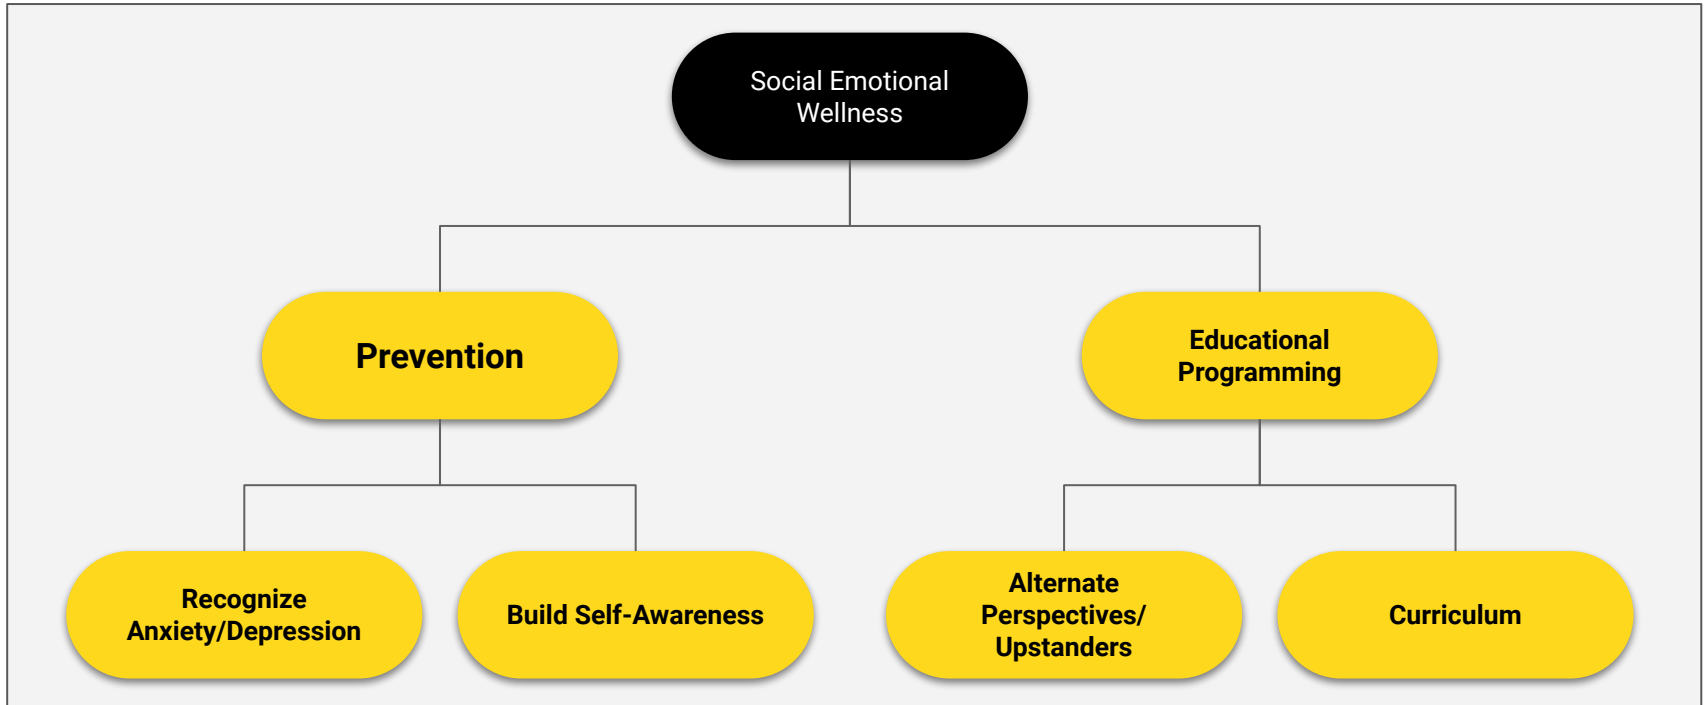 Social Emotional
Wellness
Prevention
Educational
Programming
Recognize
Anxiety/Depression
Build Self-Awareness
Alternate
Perspectives/
Upstanders
Curriculum